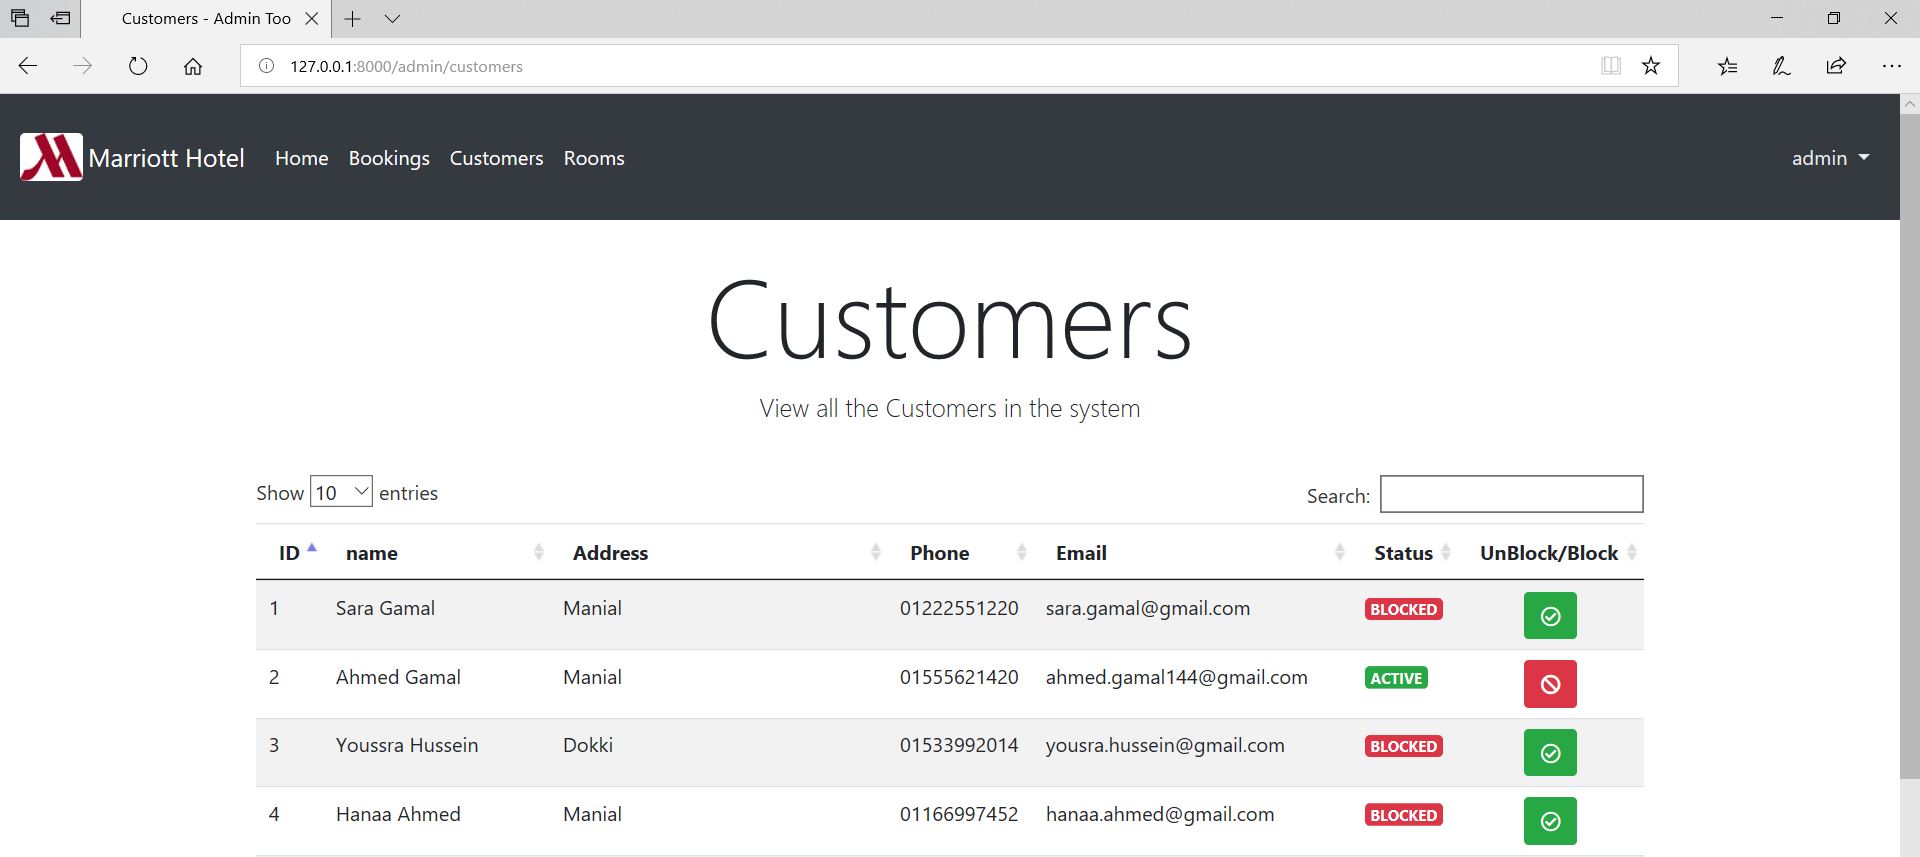 Customers - Admin Too
127.0.0.1:8000/admin/customers
Marriott Hotel Home Bookings Customers Rooms admin
Customers
View all the Customers in the system
Show 10 entries Search:
ID name Address Phone Email Status UnBlock/Block
1 Sara Gamal Manial 01222551220 sara.gamal@gmail.com BLOCKED
2 Ahmed Gamal Manial 01555621420 ahmed.gamal144@gmail.com ACTIVE
3 Youssra Hussein Dokki 01533992014 yousra.hussein@gmail.com BLOCKED
4 Hanaa Ahmed Manial 01166997452 hanaa.ahmed@gmail.com BLOCKED